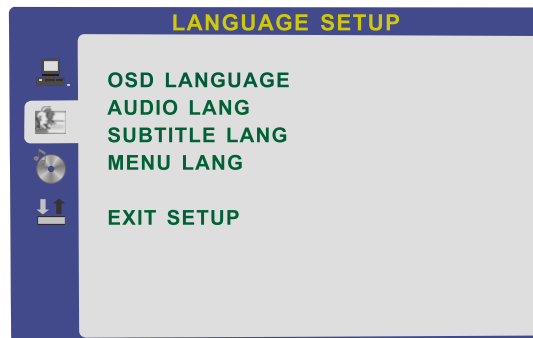 LANGUAGE SETUP
OSD LANGUAGE
AUDIO LANG
SUBTITLE LANG
MENU LANG
EXIT SETUP